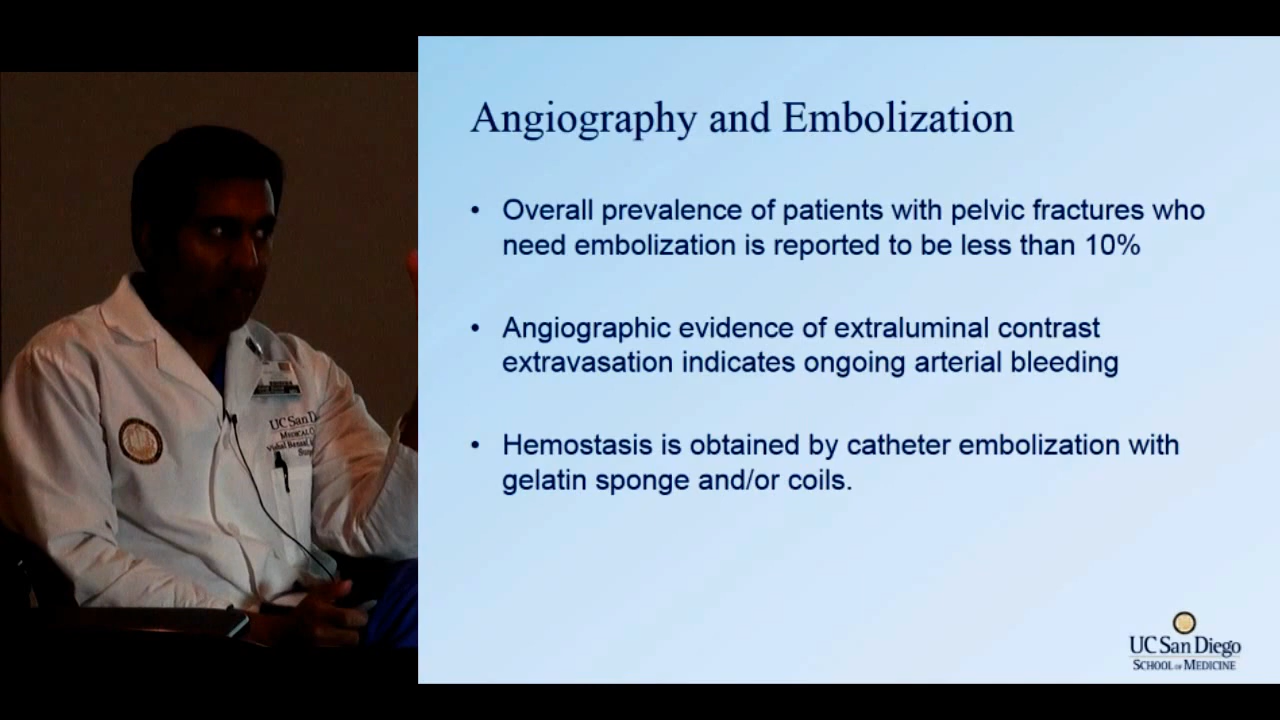 Angiography and Embolization
• Overall prevalence of patients with pelvic fractures who
need embolization is reported to be less than 10%
• Angiographic evidence of extraluminal contrast
extravasation indicates ongoing arterial bleeding
• Hemostasis is obtained by catheter embolization with
gelatin sponge and/or coils.
UC San Diego
SCHOOL OF MEDICINE
UC San D